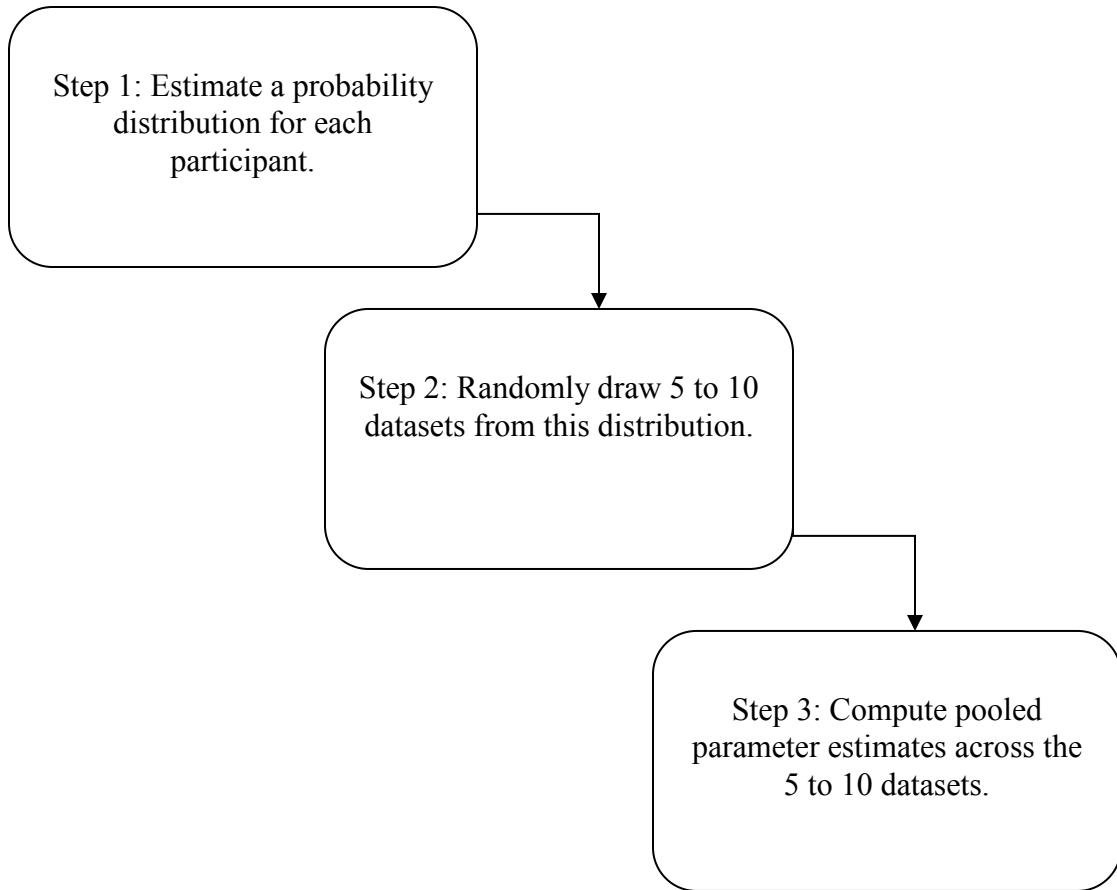 Step 1: Estimate a probability
distribution for each
participant.
Step 2: Randomly draw 5 to 10
datasets from this distribution.
Step 3: Compute pooled
parameter estimates across the
5 to 10 datasets.